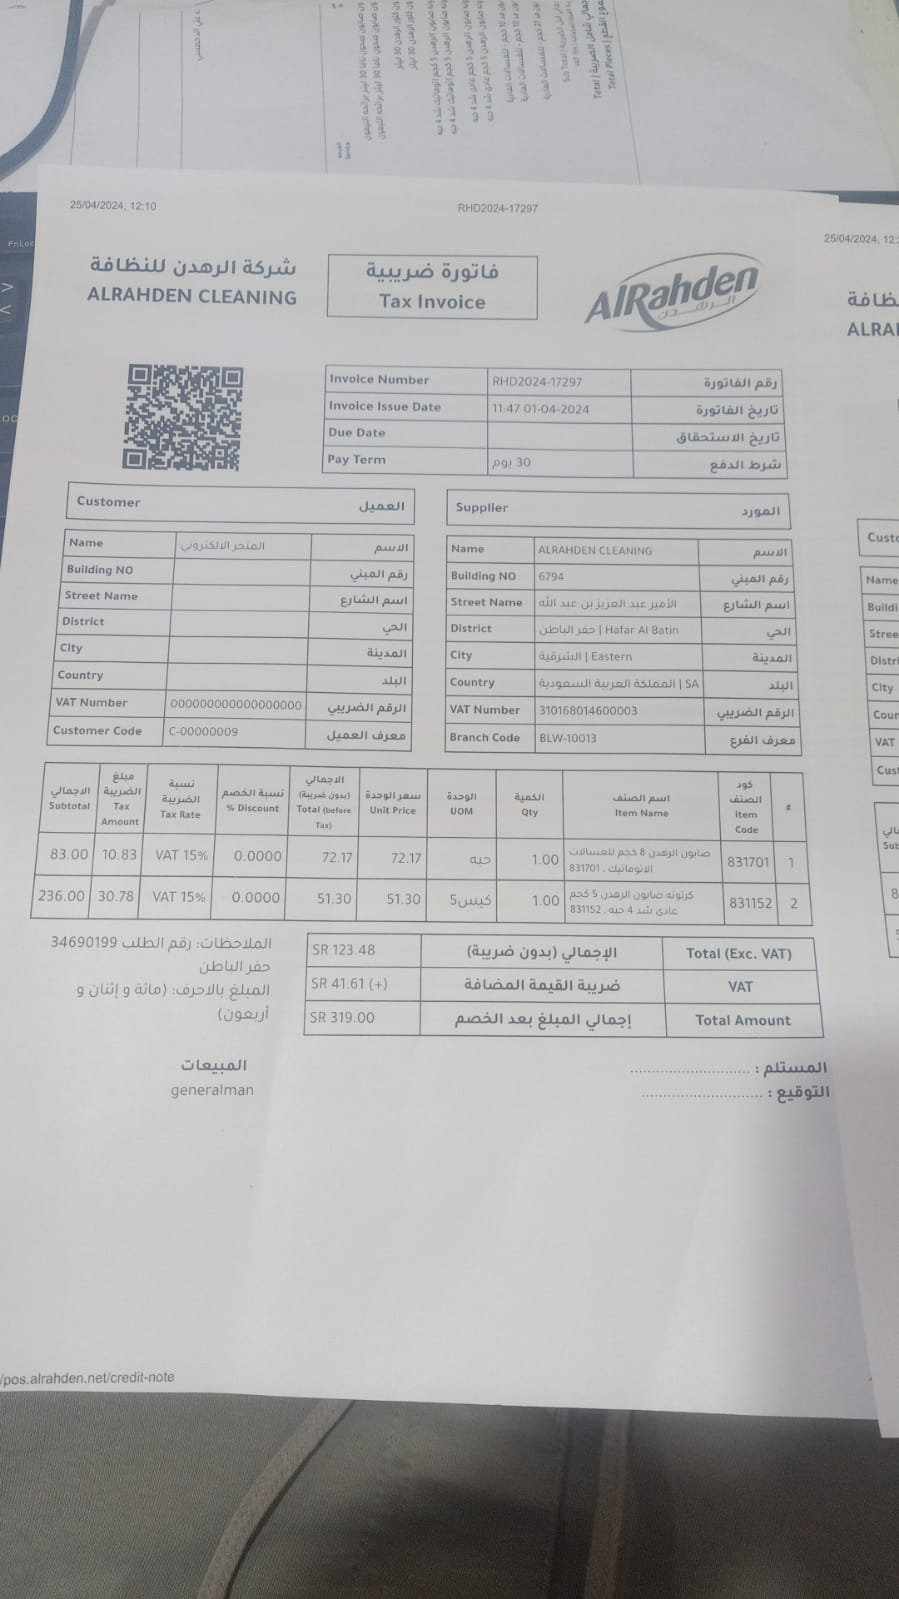 25/04/2024, 12:10
RHD2024-17297
شركة الرهدن للنظافة
ALRAHDEN CLEANING
فاتورة ضريبية
Tax Invoice
AlRahden
الرهدن
Invoice Number RHD2024-17297 رقم الفاتورة
Invoice Issue Date 11:47 01-04-2024 تاريخ الفاتورة
Due Date تاريخ الاستحقاق
Pay Term 30 يوم شرط الدفع
Customer العميل
Name المتجر الالكتروني الاسم
Building NO رقم المبني
Street Name اسم الشارع
District الحي
City المدينة
Country البلد
VAT Number 000000000000000000 الرقم الضريبي
Customer Code C-00000009 معرف العميل
Supplier المورد
Name ALRAHDEN CLEANING الاسم
Building NO 6794 رقم المبني
Street Name الأمير عبد العزيز بن عبد الله اسم الشارع
District حفر الباطن | Hafar Al Batin الحي
City الشرقية | Eastern المدينة
Country المملكة العربية السعودية | SA البلد
VAT Number 310168014600003 الرقم الضريبي
Branch Code BLW-10013 معرف الفرع
الاجمالي Subtotal
مبلغ الضريبة Tax Amount
نسبة الضريبة Tax Rate
نسبة الخصم % Discount
الاجمالي (بدون ضريبة) Total (before Tax)
سعر الوحدة Unit Price
الوحدة UOM
الكمية Qty
اسم الصنف Item Name
كود الصنف Item Code
#
83.00 10.83 VAT 15% 0.0000 72.17 72.17 حبه 1.00 صابون الرهدن 8 كجم للغسالات الاتوماتيك . 831701 831701 1
236.00 30.78 VAT 15% 0.0000 51.30 51.30 كيس5 1.00 كرتونه صابون الرهدن 5 كجم عادي شد 4 حبه . 831152 831152 2
الملاحظات: رقم الطلب 34690199
حفر الباطن
المبلغ بالاحرف: (مائة و إثنان و
أربعون)
SR 123.48 الإجمالي (بدون ضريبة) Total (Exc. VAT)
SR 41.61 (+) ضريبة القيمة المضافة VAT
SR 319.00 إجمالي المبلغ بعد الخصم Total Amount
المبيعات
generalman
المستلم : ............................
التوقيع : ............................
/pos.alrahden.net/credit-note
25/04/2024, 12: